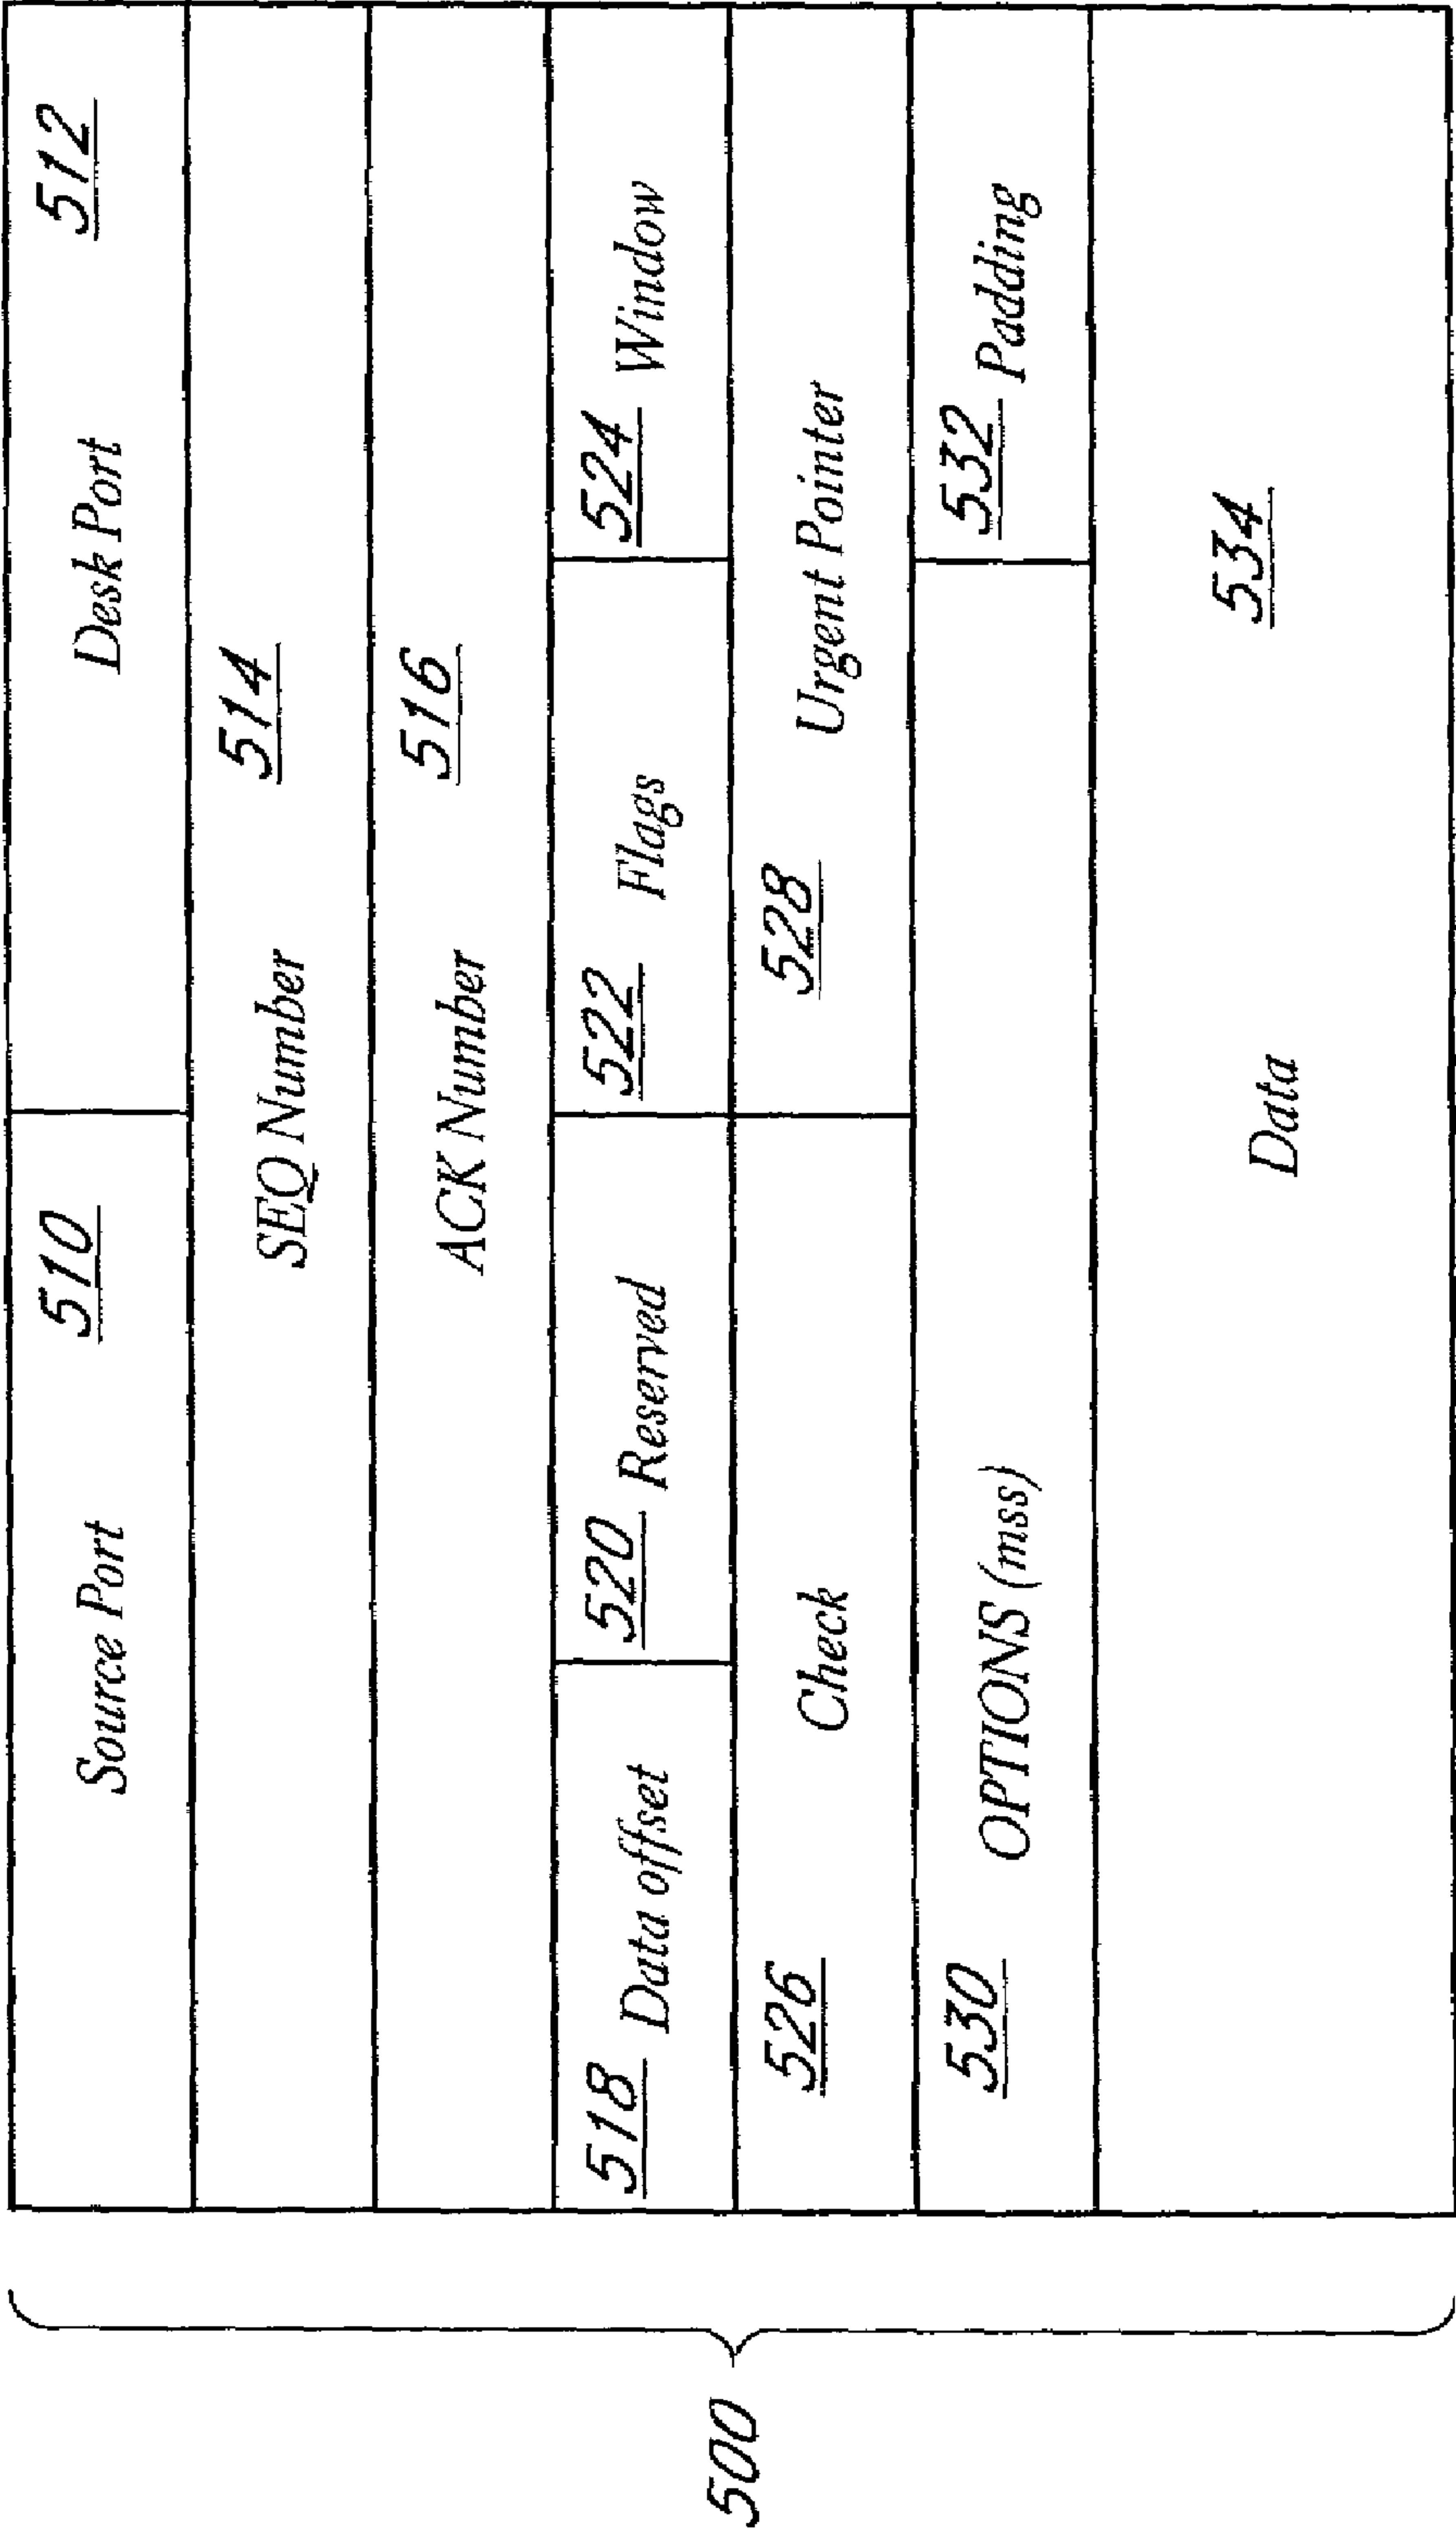 500
Source Port 510
Desk Port 512
SEQ Number 514
ACK Number 516
518 Data offset
520 Reserved
522 Flags
524 Window
526 Check
528 Urgent Pointer
530 OPTIONS (mss)
532 Padding
Data 534